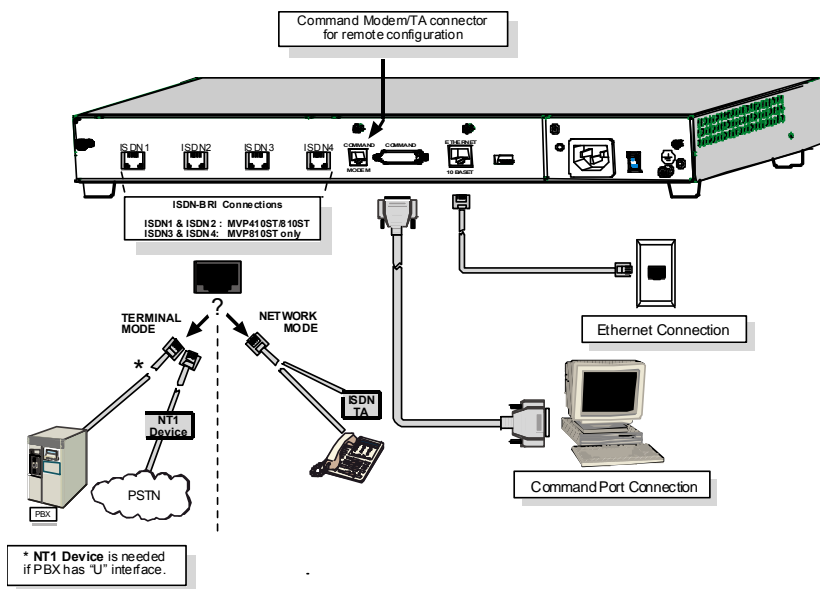 Command Modem/TA connector
for remote configuration
ISDN1
ISDN2
ISDN3
ISDN4
COMMAND
MODEM
COMMAND
ETHERNET
10 BASET
ISDN-BRI Connections
ISDN1 & ISDN2 : MVP410ST/810ST
ISDN3 & ISDN4: MVP810ST only
?
TERMINAL
MODE
NETWORK
MODE
*
Ethernet Connection
ISDN
TA
NT1
Device
PSTN
PBX
Command Port Connection
* NT1 Device is needed
if PBX has "U" interface.